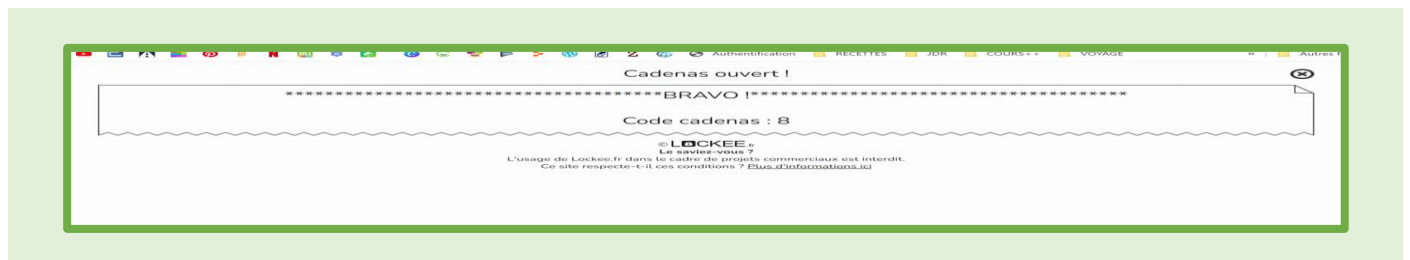 Authentification RECETTES JDR COURS++ VOYAGE » Autres f
Cadenas ouvert !
**************************************BRAVO !**************************************
Code cadenas : 8
© LOCKEE.fr
Le saviez-vous ?
L'usage de Lockee.fr dans le cadre de projets commerciaux est interdit.
Ce site respecte-t-il ces conditions ? Plus d'informations ici